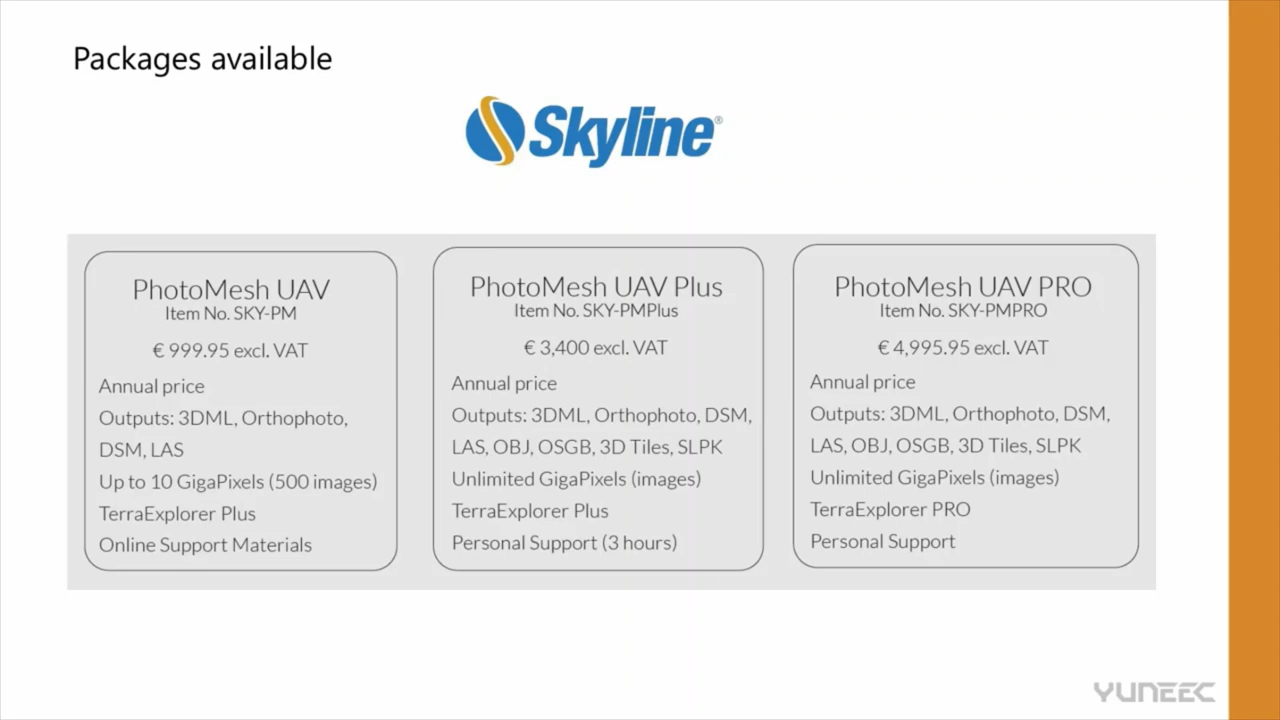 Packages available
Skyline®
PhotoMesh UAV
Item No. SKY-PM
€ 999.95 excl. VAT
Annual price
Outputs: 3DML, Orthophoto,
DSM, LAS
Up to 10 GigaPixels (500 images)
TerraExplorer Plus
Online Support Materials
PhotoMesh UAV Plus
Item No. SKY-PMPlus
€ 3,400 excl. VAT
Annual price
Outputs: 3DML, Orthophoto, DSM,
LAS, OBJ, OSGB, 3D Tiles, SLPK
Unlimited GigaPixels (images)
TerraExplorer Plus
Personal Support (3 hours)
PhotoMesh UAV PRO
Item No. SKY-PMPRO
€ 4,995.95 excl. VAT
Annual price
Outputs: 3DML, Orthophoto, DSM,
LAS, OBJ, OSGB, 3D Tiles, SLPK
Unlimited GigaPixels (images)
TerraExplorer PRO
Personal Support
YUNEEC